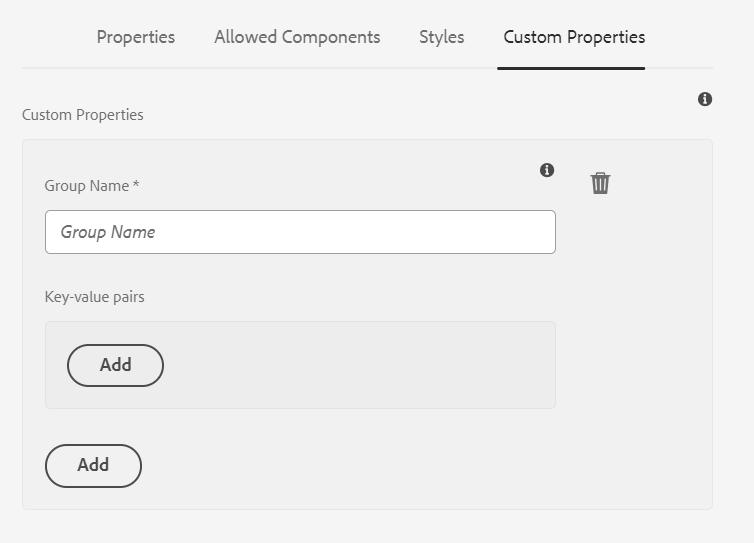 Properties Allowed Components Styles Custom Properties
Custom Properties
Group Name *
Group Name
Key-value pairs
Add
Add